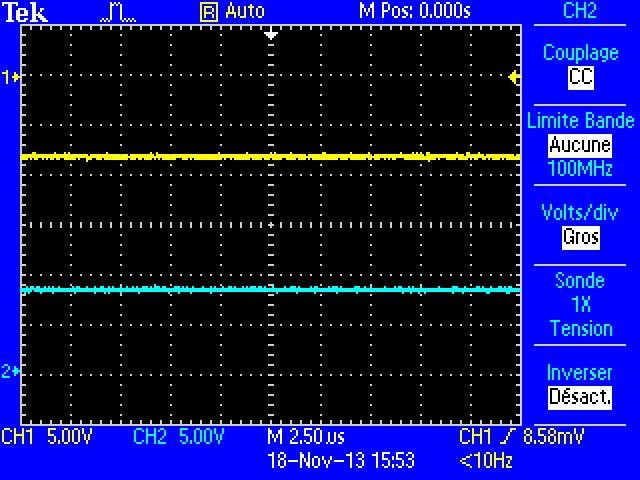 Tek R Auto M Pos: 0.000s CH2
Couplage
CC
Limite Bande
Aucune
100MHz
Volts/div
Gros
Sonde
1X
Tension
Inverser
Désact.
1
2
CH1 5.00V CH2 5.00V M 2.50µs CH1 8.58mV
18-Nov-13 15:53 <10Hz